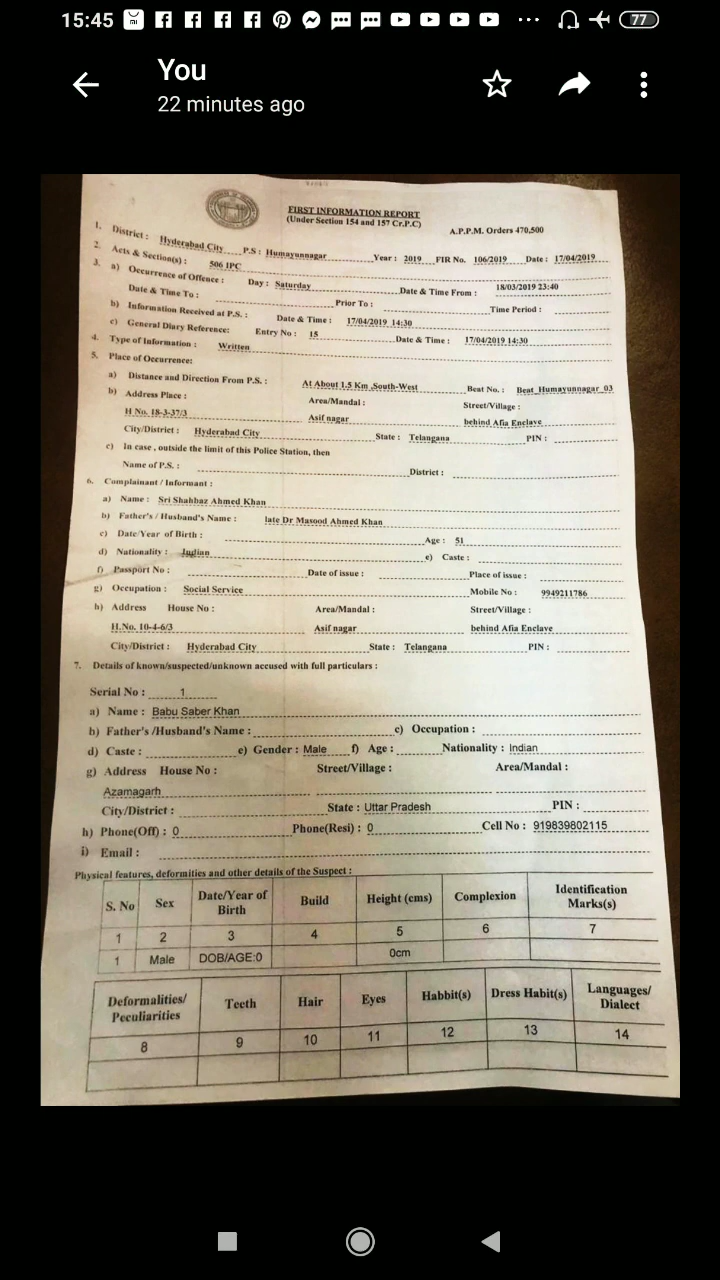 15:45
77
You
22 minutes ago
FIRST INFORMATION REPORT
(Under Section 154 and 157 Cr.P.C)
A.P.P.M. Orders 470,500
1. District : Hyderabad City P.S : Humayunnagar Year : 2019 FIR No. 106/2019 Date : 17/04/2019
2. Acts & Section(s) : 506 IPC
3. a) Occurrence of Offence : Day : Saturday Date & Time From : 18/03/2019 23:40
Date & Time To : Prior To : Time Period :
b) Information Received at P.S. : Date & Time : 17/04/2019 14:30
c) General Diary Reference: Entry No : 15 Date & Time : 17/04/2019 14:30
4. Type of Information : Written
5. Place of Occurrence:
a) Distance and Direction From P.S. : At About 1.5 Km ,South-West Beat No. : Beat_Humayunnagar_03
b) Address Place : Area/Mandal : Street/Village :
H No. 18-3-37/3 Asif nagar behind Afia Enclave
City/District : Hyderabad City State : Telangana PIN :
c) In case , outside the limit of this Police Station, then
Name of P.S. : District :
6. Complainant / Informant :
a) Name : Sri Shahbaz Ahmed Khan
b) Father's / Husband's Name : late Dr Masood Ahmed Khan
c) Date/Year of Birth : Age : 51
d) Nationality : Indian e) Caste :
f) Passport No : Date of issue : Place of issue :
g) Occupation : Social Service Mobile No : 9949211786
h) Address House No : Area/Mandal : Street/Village :
H.No. 10-4-6/3 Asif nagar behind Afia Enclave
City/District : Hyderabad City State : Telangana PIN :
7. Details of known/suspected/unknown accused with full particulars :
Serial No : 1
a) Name : Babu Saber Khan
b) Father's /Husband's Name : c) Occupation :
d) Caste : e) Gender : Male f) Age : Nationality : Indian
g) Address House No : Street/Village : Area/Mandal :
Azamagarh
City/District : State : Uttar Pradesh PIN :
h) Phone(Off) : 0 Phone(Resi) : 0 Cell No : 919839802115
i) Email :
Physical features, deformities and other details of the Suspect :
S. No Sex Date/Year of Birth Build Height (cms) Complexion Identification Marks(s)
1 2 3 4 5 6 7
1 Male DOB/AGE:0 0cm
Deformalities/ Peculiarities Teeth Hair Eyes Habbit(s) Dress Habit(s) Languages/ Dialect
8 9 10 11 12 13 14